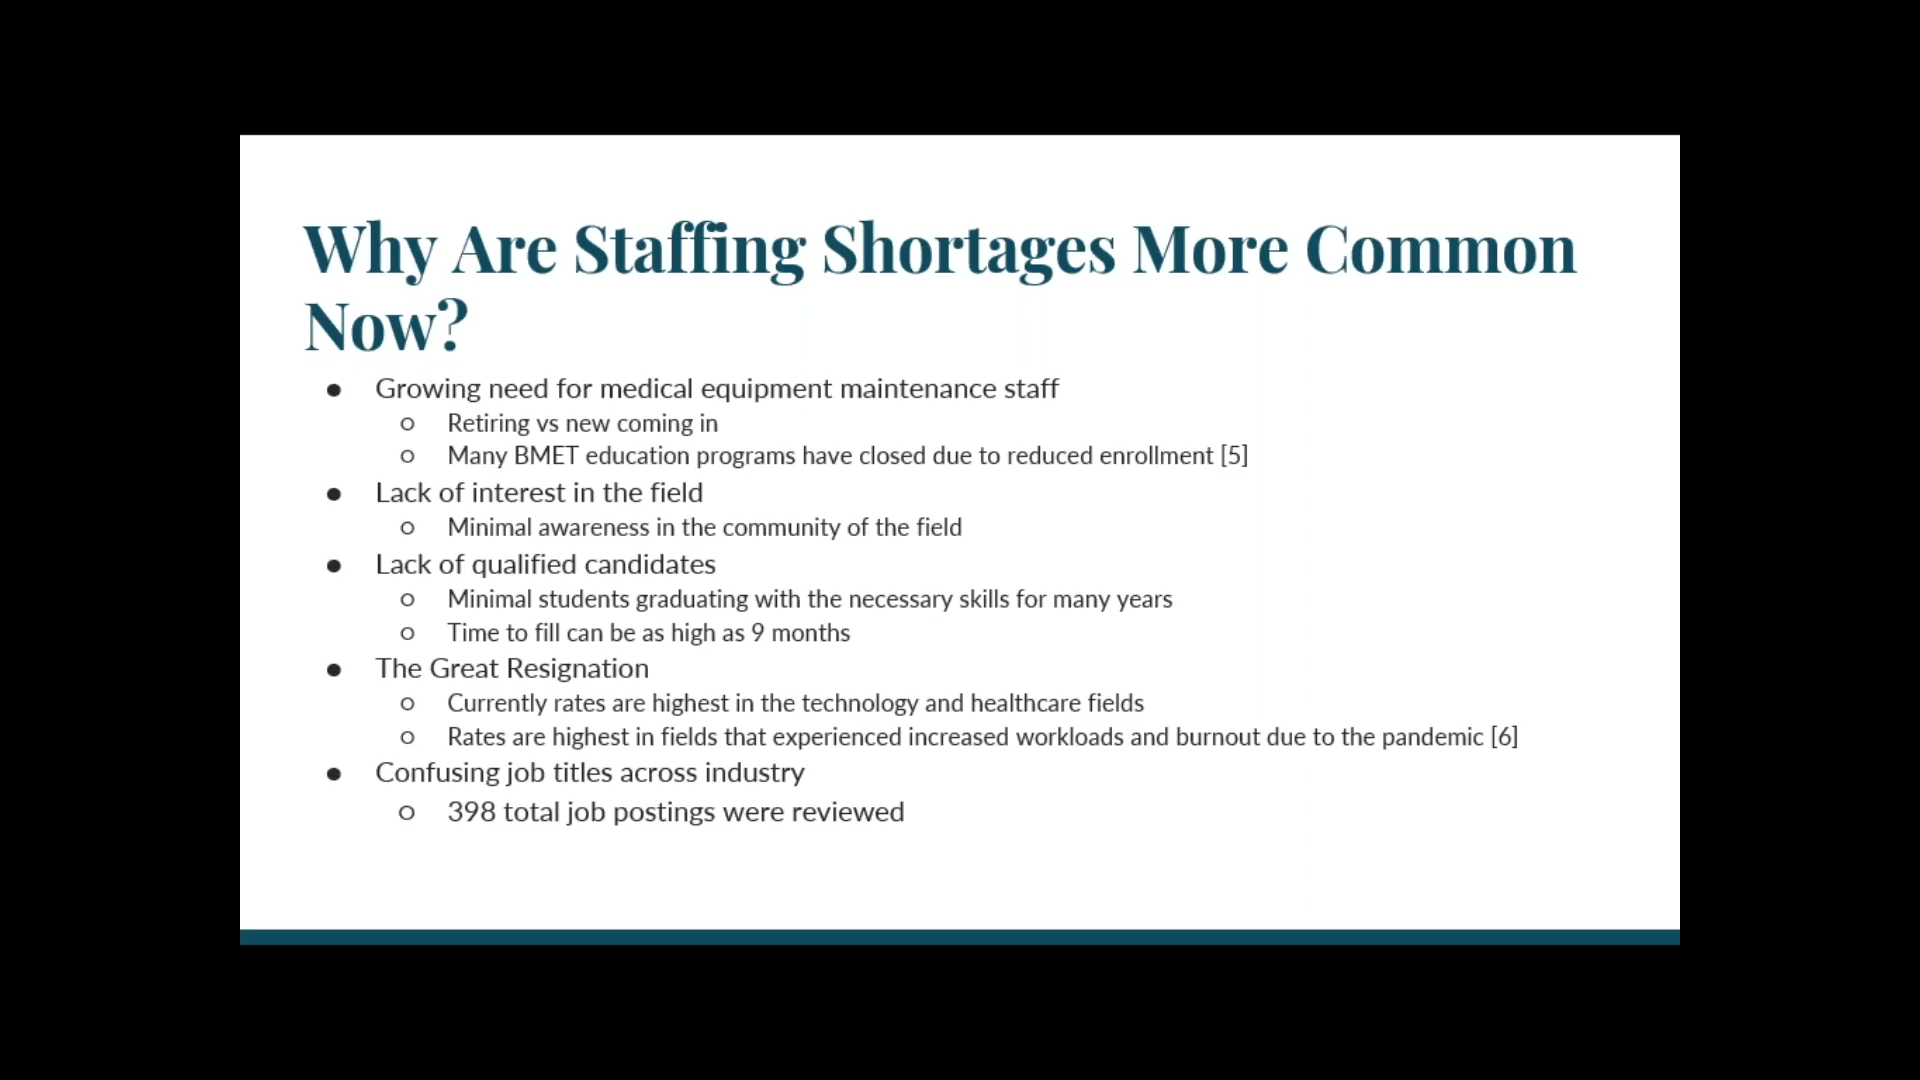 Why Are Staffing Shortages More Common
Now?
● Growing need for medical equipment maintenance staff
○ Retiring vs new coming in
○ Many BMET education programs have closed due to reduced enrollment [5]
● Lack of interest in the field
○ Minimal awareness in the community of the field
● Lack of qualified candidates
○ Minimal students graduating with the necessary skills for many years
○ Time to fill can be as high as 9 months
● The Great Resignation
○ Currently rates are highest in the technology and healthcare fields
○ Rates are highest in fields that experienced increased workloads and burnout due to the pandemic [6]
● Confusing job titles across industry
○ 398 total job postings were reviewed